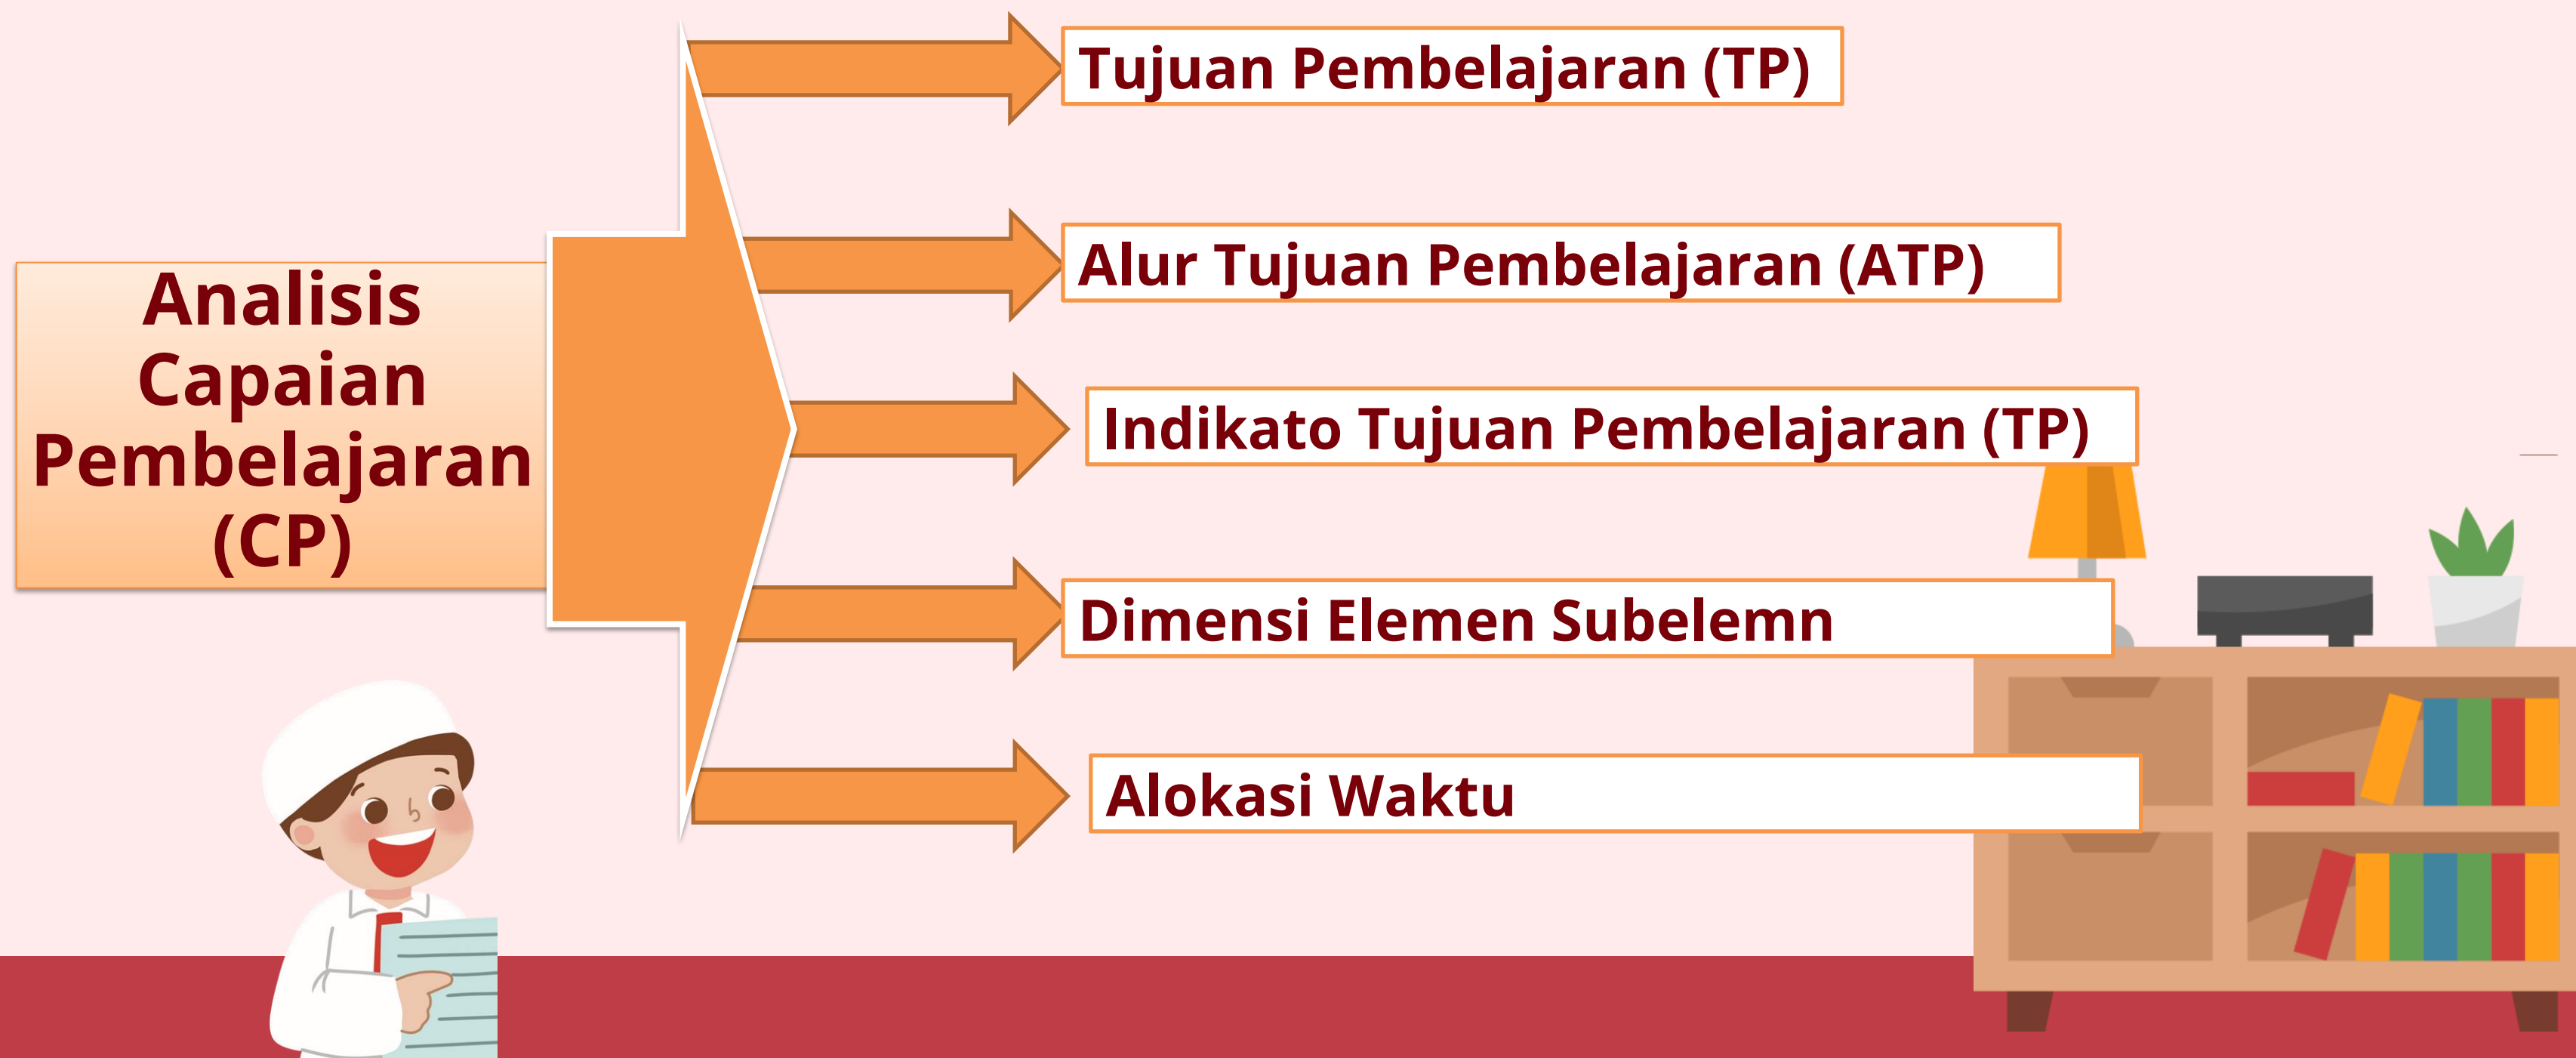 Analisis
Capaian
Pembelajaran
(CP)
Tujuan Pembelajaran (TP)
Alur Tujuan Pembelajaran (ATP)
Indikato Tujuan Pembelajaran (TP)
Dimensi Elemen Subelemn
Alokasi Waktu